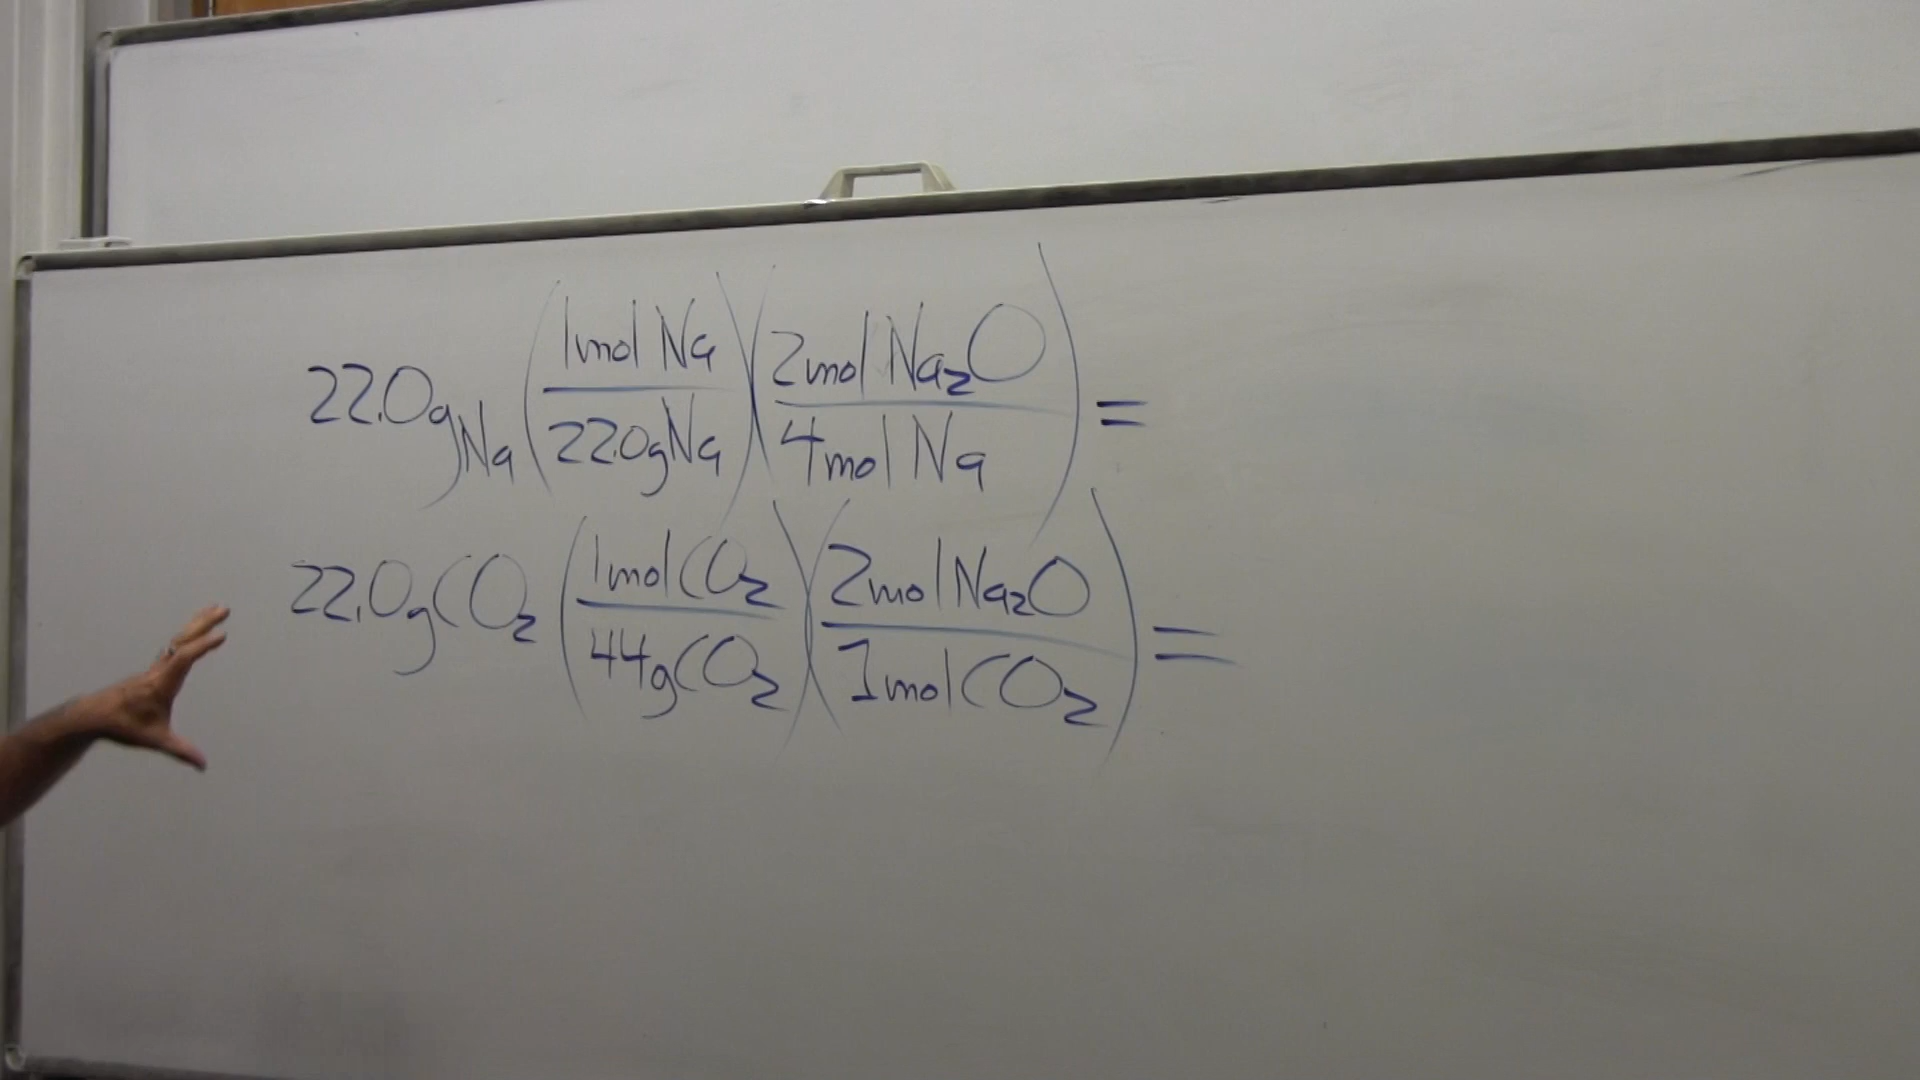 22.0g Na (1mol Na / 22.0g Na)(2mol Na₂O / 4mol Na) =
22.0g CO₂ (1mol CO₂ / 44g CO₂)(2mol Na₂O / 1mol CO₂) =